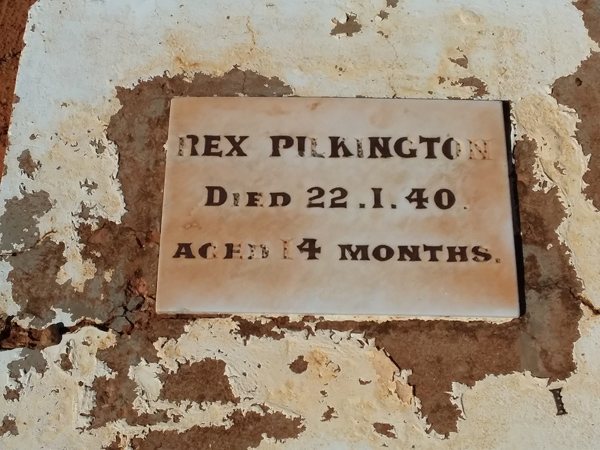 REX PILKINGTON
DIED 22.1.40.
AGED 14 MONTHS.